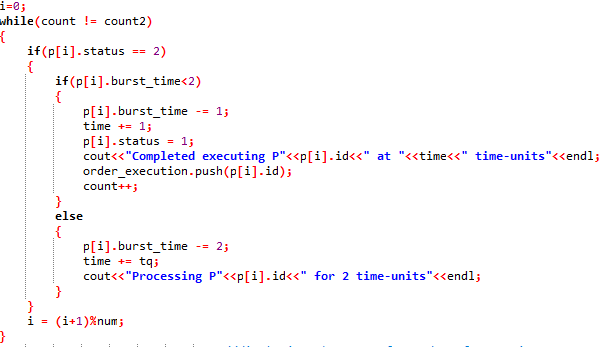 i=0;
while(count != count2)
{
if(p[i].status == 2)
{
if(p[i].burst_time<2)
{
p[i].burst_time -= 1;
time += 1;
p[i].status = 1;
cout<<"Completed executing P"<<p[i].id<<" at "<<time<<" time-units"<<endl;
order_execution.push(p[i].id);
count++;
}
else
{
p[i].burst_time -= 2;
time += tq;
cout<<"Processing P"<<p[i].id<<" for 2 time-units"<<endl;
}
}
i = (i+1)%num;
}